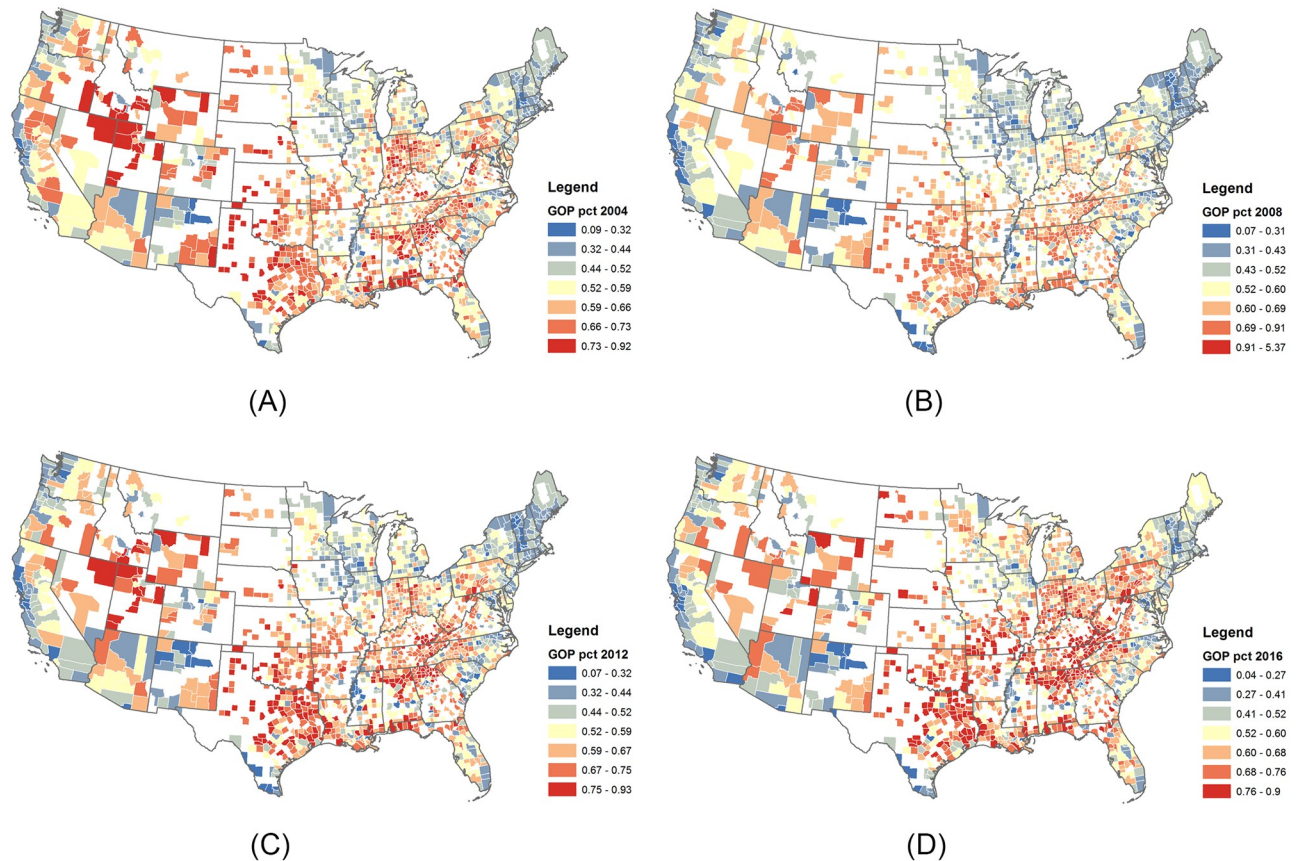 Legend
GOP pct 2004
0.09 - 0.32
0.32 - 0.44
0.44 - 0.52
0.52 - 0.59
0.59 - 0.66
0.66 - 0.73
0.73 - 0.92
(A)
Legend
GOP pct 2008
0.07 - 0.31
0.31 - 0.43
0.43 - 0.52
0.52 - 0.60
0.60 - 0.69
0.69 - 0.91
0.91 - 5.37
(B)
Legend
GOP pct 2012
0.07 - 0.32
0.32 - 0.44
0.44 - 0.52
0.52 - 0.59
0.59 - 0.67
0.67 - 0.75
0.75 - 0.93
(C)
Legend
GOP pct 2016
0.04 - 0.27
0.27 - 0.41
0.41 - 0.52
0.52 - 0.60
0.60 - 0.68
0.68 - 0.76
0.76 - 0.9
(D)